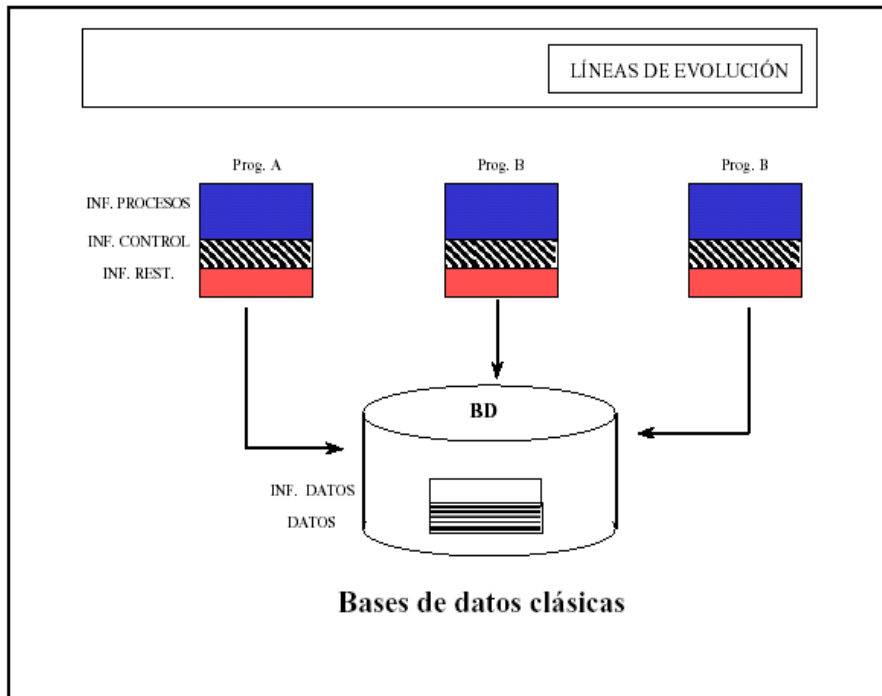 LÍNEAS DE EVOLUCIÓN
Prog. A
Prog. B
Prog. B
INF. PROCESOS
INF. CONTROL
INF. REST.
BD
INF. DATOS
DATOS
Bases de datos clásicas